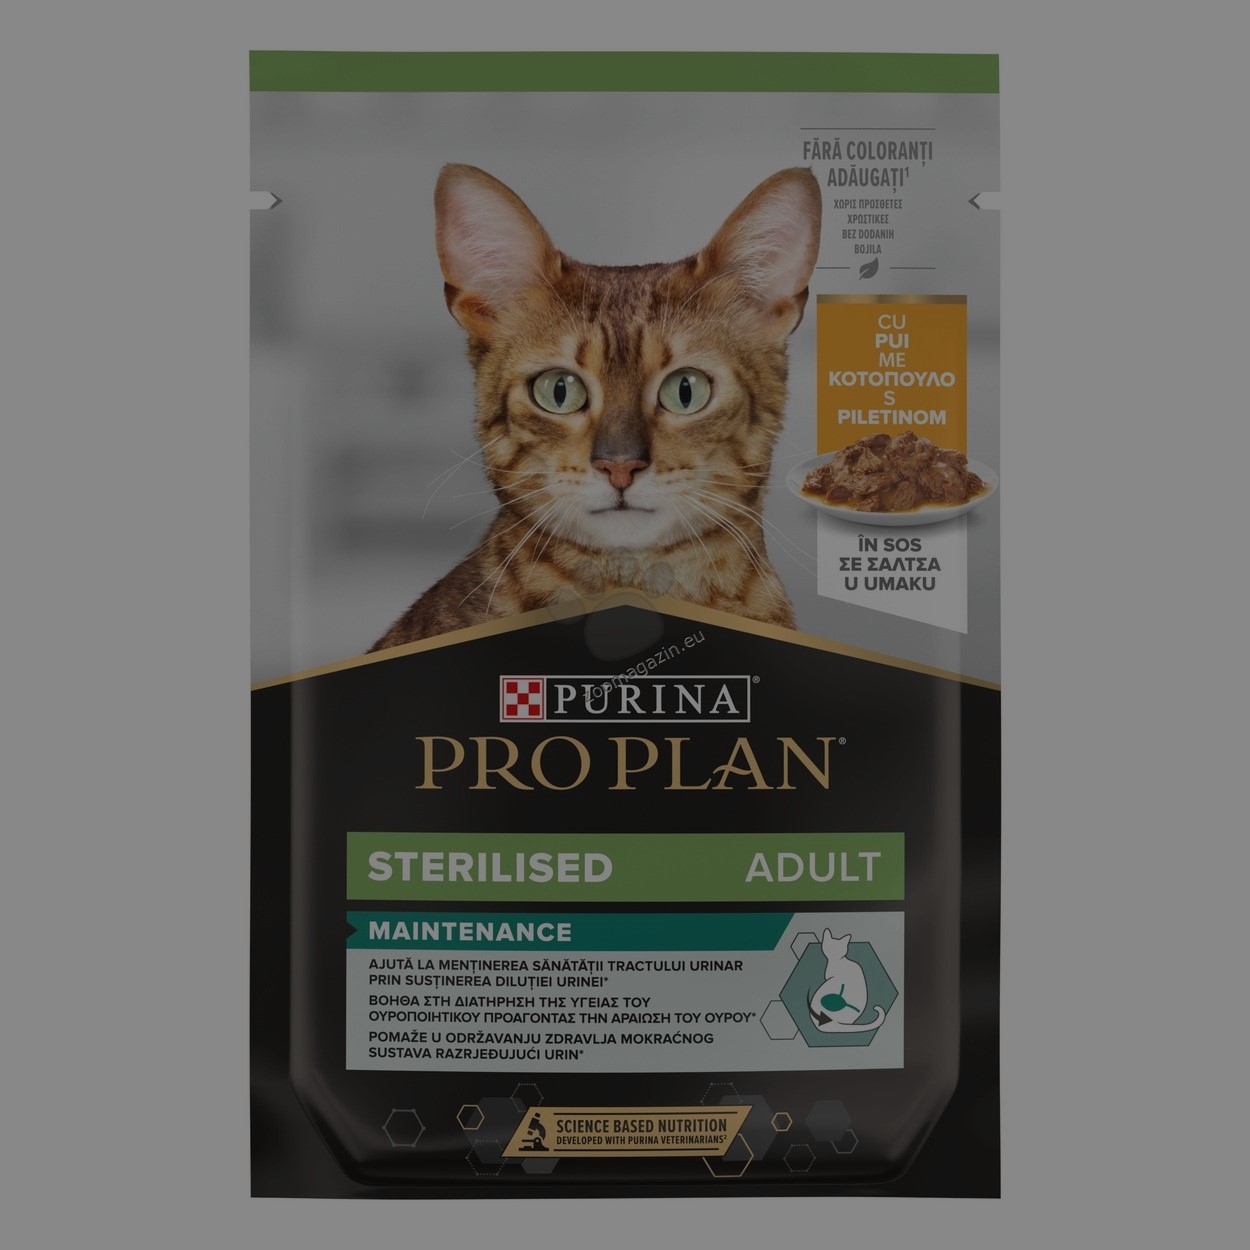 FĂRĂ COLORANȚI
ADĂUGAȚI¹
ΧΩΡΙΣ ΠΡΟΣΘΕΤΕΣ
ΧΡΩΣΤΙΚΕΣ
BEZ DODANIH
BOJILA
CU
PUI
ME
ΚΟΤΟΠΟΥΛΟ
S
PILETINOM
ÎN SOS
ΣΕ ΣΑΛΤΣΑ
U UMAKU
zoomagazin.eu
PURINA®
PRO PLAN®
STERILISED ADULT
MAINTENANCE
AJUTĂ LA MENȚINEREA SĂNĂTĂȚII TRACTULUI URINAR
PRIN SUSȚINEREA DILUȚIEI URINEI*
ΒΟΗΘΑ ΣΤΗ ΔΙΑΤΗΡΗΣΗ ΤΗΣ ΥΓΕΙΑΣ ΤΟΥ
ΟΥΡΟΠΟΙΗΤΙΚΟΥ ΠΡΟΑΓΟΝΤΑΣ ΤΗΝ ΑΡΑΙΩΣΗ ΤΟΥ ΟΥΡΟΥ*
POMAŽE U ODRŽAVANJU ZDRAVLJA MOKRAĆNOG
SUSTAVA RAZRJEĐUJUĆI URIN*
SCIENCE BASED NUTRITION
DEVELOPED WITH PURINA VETERINARIANS²